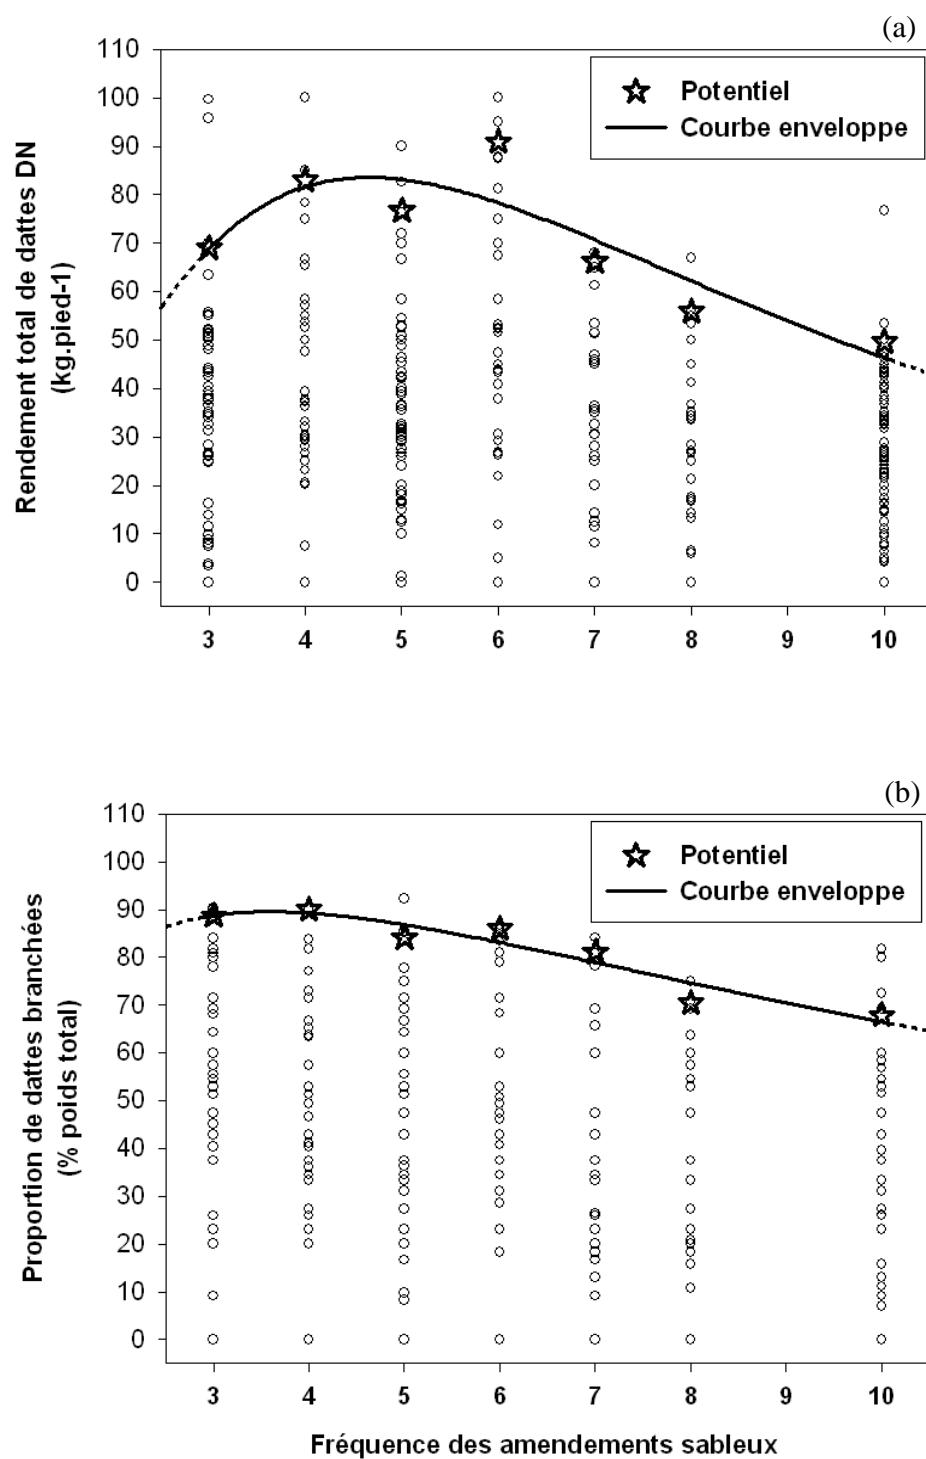 (a)
110
100
90
80
70
60
50
40
30
20
10
0
Rendement total de dattes DN
(kg.pied-1)
Potentiel
Courbe enveloppe
3 4 5 6 7 8 9 10
(b)
110
100
90
80
70
60
50
40
30
20
10
0
Proportion de dattes branchées
(% poids total)
Potentiel
Courbe enveloppe
3 4 5 6 7 8 9 10
Fréquence des amendements sableux